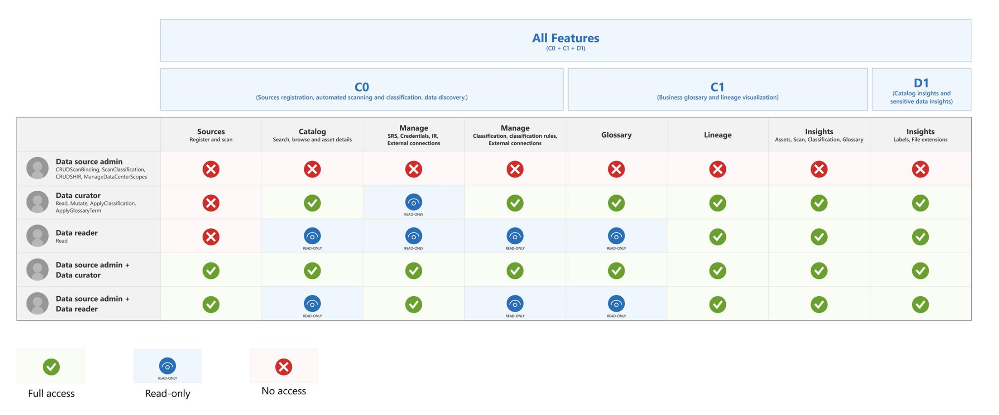 All Features
(C0 + C1 + D1)
C0
(Sources registration, automated scanning and classification, data discovery.)
C1
(Business glossary and lineage visualization)
D1
(Catalog insights and
sensitive data insights)
Sources
Register and scan
Catalog
Search, browse and asset details
Manage
SRS, Credentials, IR,
External connections
Manage
Classification, classification rules,
External connections
Glossary
Lineage
Insights
Assets, Scan, Classification, Glossary
Insights
Labels, File extensions
Data source admin
CRUDScanBinding, ScanClassification,
CRUDSHIR, ManageDataCenterScopes
Data curator
Read, Mutate, ApplyClassification,
ApplyGlossaryTerm
READ-ONLY
Data reader
Read
READ-ONLY
READ-ONLY
READ-ONLY
READ-ONLY
Data source admin +
Data curator
Data source admin +
Data reader
READ-ONLY
READ-ONLY
READ-ONLY
READ-ONLY
Full access
Read-only
No access